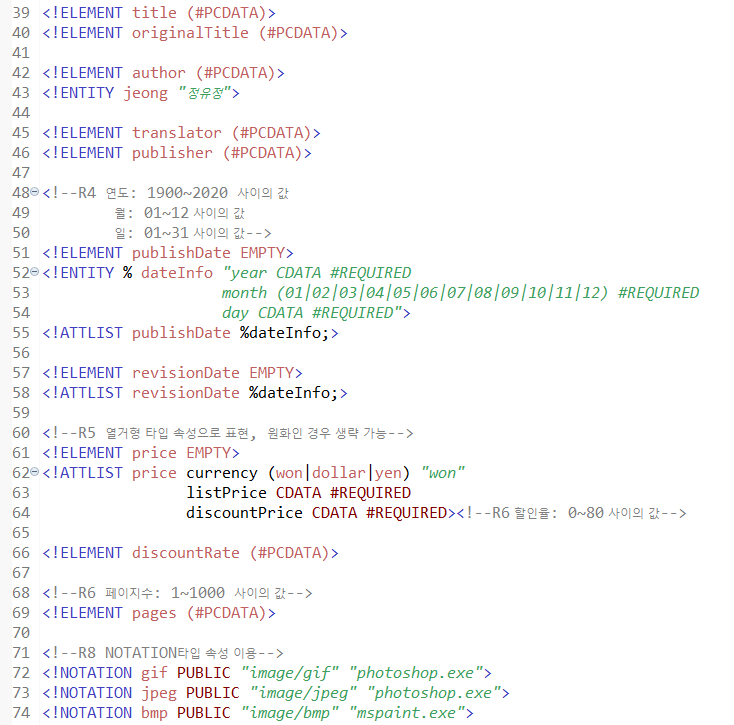 39 <!ELEMENT title (#PCDATA)>
40 <!ELEMENT originalTitle (#PCDATA)>
41
42 <!ELEMENT author (#PCDATA)>
43 <!ENTITY jeong "정유정">
44
45 <!ELEMENT translator (#PCDATA)>
46 <!ELEMENT publisher (#PCDATA)>
47
48 <!--R4 연도: 1900~2020 사이의 값
49 월: 01~12 사이의 값
50 일: 01~31 사이의 값-->
51 <!ELEMENT publishDate EMPTY>
52 <!ENTITY % dateInfo "year CDATA #REQUIRED
53 month (01|02|03|04|05|06|07|08|09|10|11|12) #REQUIRED
54 day CDATA #REQUIRED">
55 <!ATTLIST publishDate %dateInfo;>
56
57 <!ELEMENT revisionDate EMPTY>
58 <!ATTLIST revisionDate %dateInfo;>
59
60 <!--R5 열거형 타입 속성으로 표현, 원화인 경우 생략 가능-->
61 <!ELEMENT price EMPTY>
62 <!ATTLIST price currency (won|dollar|yen) "won"
63 listPrice CDATA #REQUIRED
64 discountPrice CDATA #REQUIRED><!--R6 할인율: 0~80 사이의 값-->
65
66 <!ELEMENT discountRate (#PCDATA)>
67
68 <!--R6 페이지수: 1~1000 사이의 값-->
69 <!ELEMENT pages (#PCDATA)>
70
71 <!--R8 NOTATION타입 속성 이용-->
72 <!NOTATION gif PUBLIC "image/gif" "photoshop.exe">
73 <!NOTATION jpeg PUBLIC "image/jpeg" "photoshop.exe">
74 <!NOTATION bmp PUBLIC "image/bmp" "mspaint.exe">